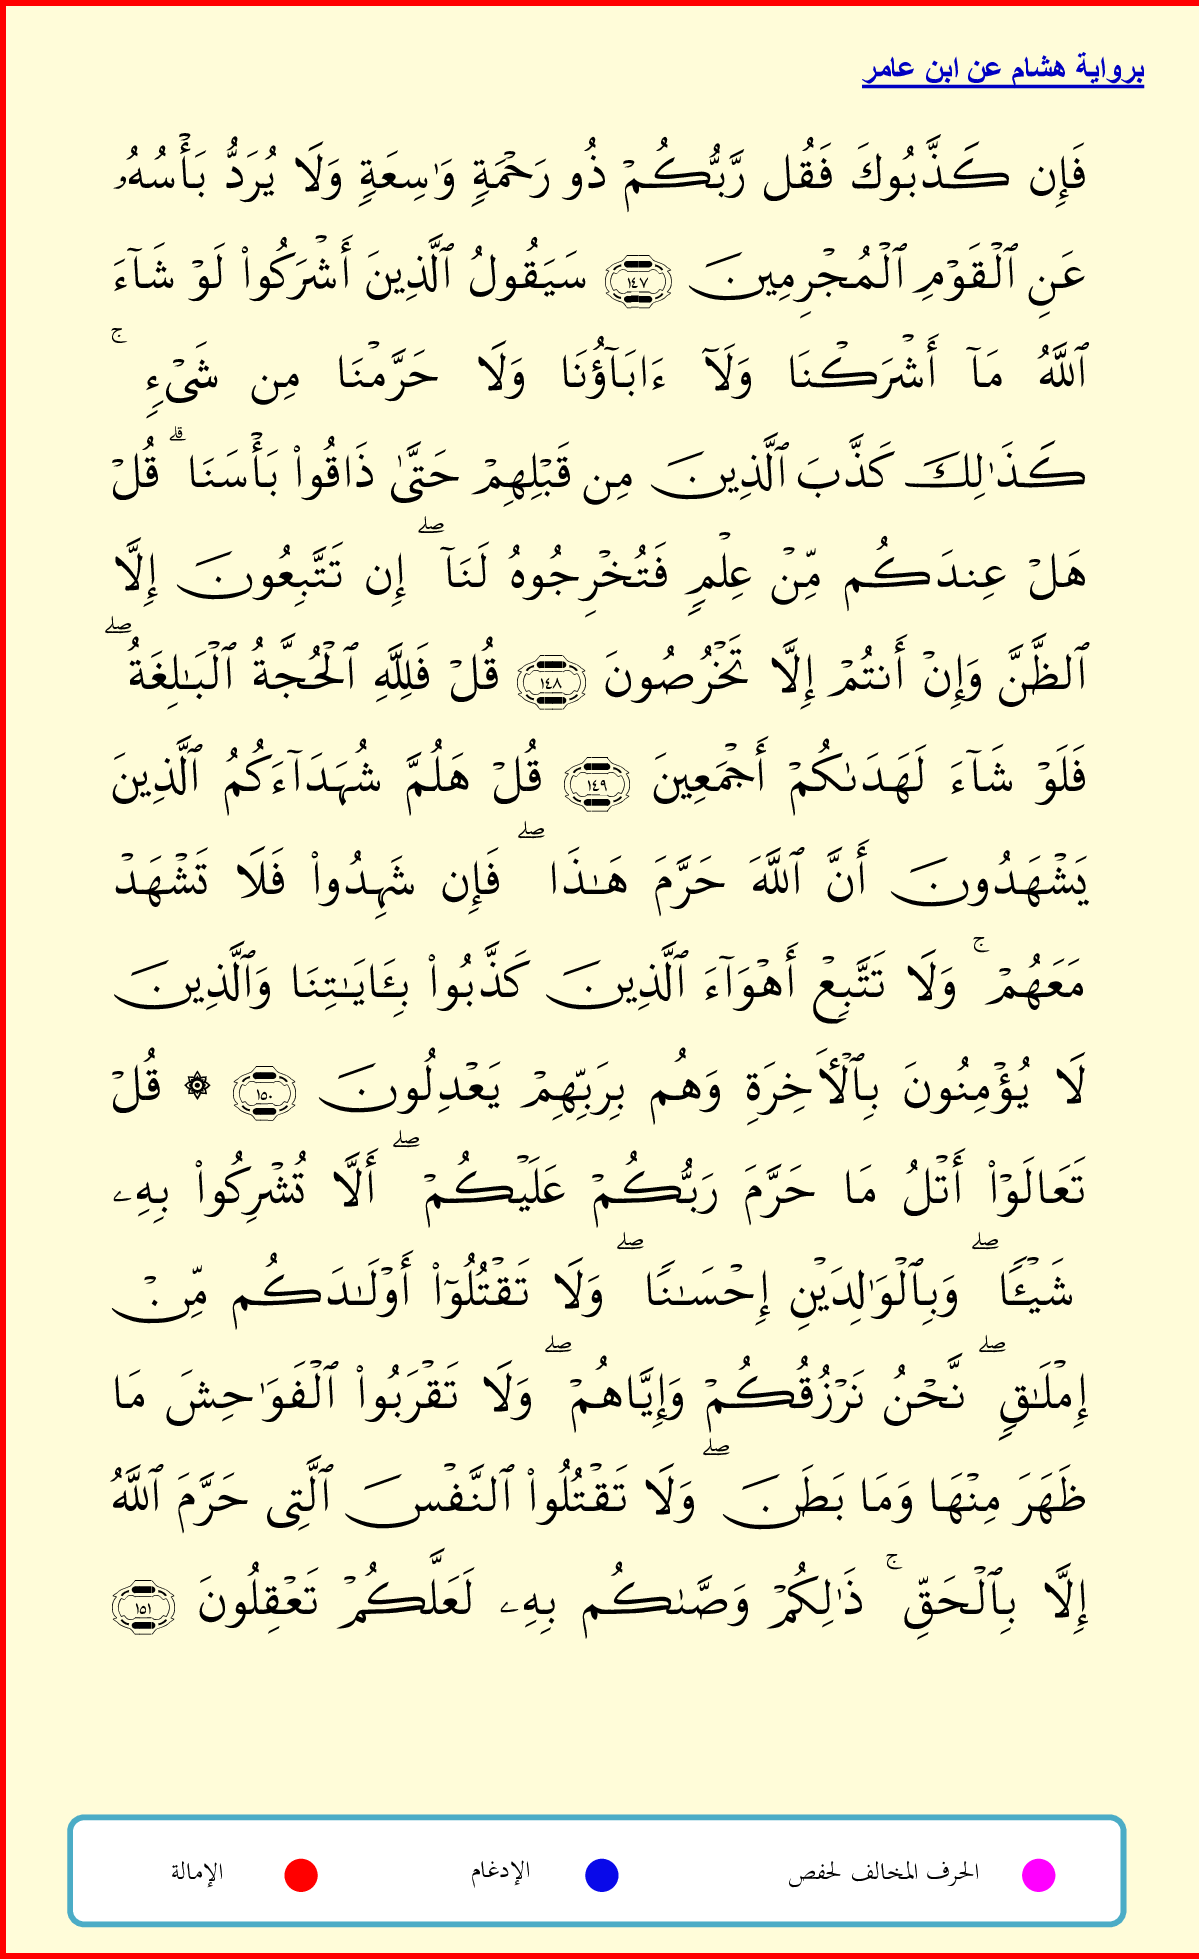 برواية هشام عن ابن عامر
فَإِن كَذَّبُوكَ فَقُل رَّبُّكُمۡ ذُو رَحۡمَةٖ وَٰسِعَةٖ وَلَا يُرَدُّ بَأۡسُهُۥ
عَنِ ٱلۡقَوۡمِ ٱلۡمُجۡرِمِينَ ١٤٧ سَيَقُولُ ٱلَّذِينَ أَشۡرَكُواْ لَوۡ شَآءَ
ٱللَّهُ مَآ أَشۡرَكۡنَا وَلَآ ءَابَآؤُنَا وَلَا حَرَّمۡنَا مِن شَيۡءٖۚ
كَذَٰلِكَ كَذَّبَ ٱلَّذِينَ مِن قَبۡلِهِمۡ حَتَّىٰ ذَاقُواْ بَأۡسَنَاۗ قُلۡ
هَلۡ عِندَكُم مِّنۡ عِلۡمٖ فَتُخۡرِجُوهُ لَنَآۖ إِن تَتَّبِعُونَ إِلَّا
ٱلظَّنَّ وَإِنۡ أَنتُمۡ إِلَّا تَخۡرُصُونَ ١٤٨ قُلۡ فَلِلَّهِ ٱلۡحُجَّةُ ٱلۡبَٰلِغَةُۖ
فَلَوۡ شَآءَ لَهَدَىٰكُمۡ أَجۡمَعِينَ ١٤٩ قُلۡ هَلُمَّ شُهَدَآءَكُمُ ٱلَّذِينَ
يَشۡهَدُونَ أَنَّ ٱللَّهَ حَرَّمَ هَٰذَاۖ فَإِن شَهِدُواْ فَلَا تَشۡهَدۡ
مَعَهُمۡۚ وَلَا تَتَّبِعۡ أَهۡوَآءَ ٱلَّذِينَ كَذَّبُواْ بِـَٔايَٰتِنَا وَٱلَّذِينَ
لَا يُؤۡمِنُونَ بِٱلۡأٓخِرَةِ وَهُم بِرَبِّهِمۡ يَعۡدِلُونَ ١٥٠ ۞ قُلۡ
تَعَالَوۡاْ أَتۡلُ مَا حَرَّمَ رَبُّكُمۡ عَلَيۡكُمۡۖ أَلَّا تُشۡرِكُواْ بِهِۦ
شَيۡـٔٗاۖ وَبِٱلۡوَٰلِدَيۡنِ إِحۡسَٰنٗاۖ وَلَا تَقۡتُلُوٓاْ أَوۡلَٰدَكُم مِّنۡ
إِمۡلَٰقٖۖ نَّحۡنُ نَرۡزُقُكُمۡ وَإِيَّاهُمۡۖ وَلَا تَقۡرَبُواْ ٱلۡفَوَٰحِشَ مَا
ظَهَرَ مِنۡهَا وَمَا بَطَنَۖ وَلَا تَقۡتُلُواْ ٱلنَّفۡسَ ٱلَّتِي حَرَّمَ ٱللَّهُ
إِلَّا بِٱلۡحَقِّۚ ذَٰلِكُمۡ وَصَّىٰكُم بِهِۦ لَعَلَّكُمۡ تَعۡقِلُونَ ١٥١
الحرف المخالف لحفص الإدغام الإمالة